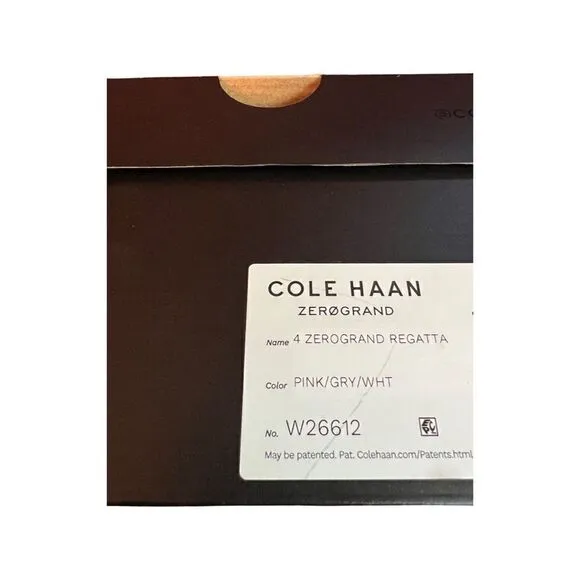 COLE HAAN
ZERØGRAND
Name 4 ZEROGRAND REGATTA
Color PINK/GRY/WHT
No. W26612
May be patented. Pat. Colehaan.com/Patents.html,